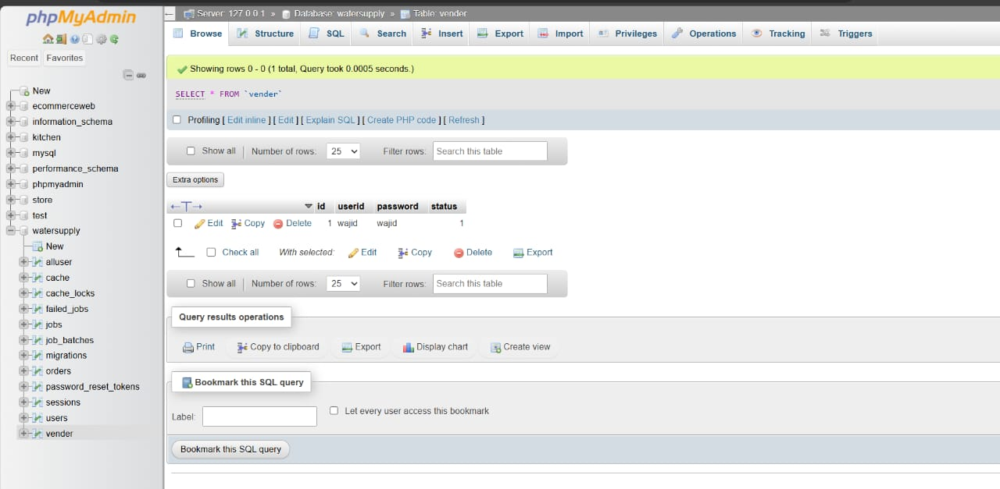 phpMyAdmin
Recent Favorites
New
ecommerceweb
information_schema
kitchen
mysql
performance_schema
phpmyadmin
store
test
watersupply
New
alluser
cache
cache_locks
failed_jobs
jobs
job_batches
migrations
orders
password_reset_tokens
sessions
users
vender
Server: 127.0.0.1 » Database: watersupply » Table: vender
Browse Structure SQL Search Insert Export Import Privileges Operations Tracking Triggers
Showing rows 0 - 0 (1 total, Query took 0.0005 seconds.)
SELECT * FROM `vender`
Profiling [ Edit inline ] [ Edit ] [ Explain SQL ] [ Create PHP code ] [ Refresh ]
Show all Number of rows: 25 Filter rows: Search this table
Extra options
id userid password status
Edit Copy Delete 1 wajid wajid 1
Check all With selected: Edit Copy Delete Export
Show all Number of rows: 25 Filter rows: Search this table
Query results operations
Print Copy to clipboard Export Display chart Create view
Bookmark this SQL query
Label: Let every user access this bookmark
Bookmark this SQL query